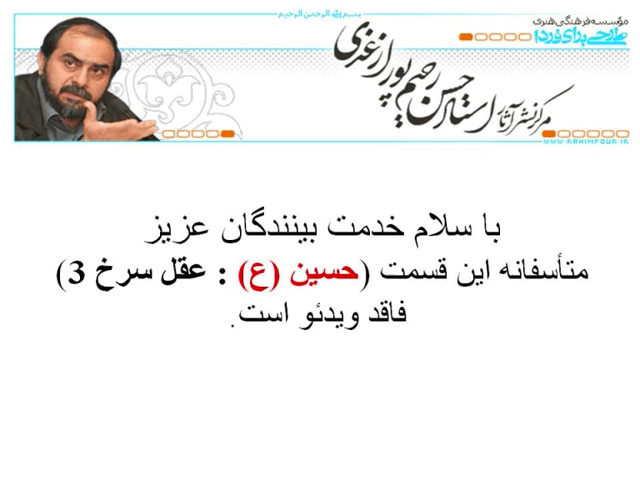 بسم الله الرحمن الرحیم
مؤسسه فرهنگی هنری
طرحی برای فردا
مرکز نشر آثار استاد حسن رحیم پور ازغدی
WWW.RAHIMPOUR.IR
با سلام خدمت بینندگان عزیز
متأسفانه این قسمت (حسین (ع) : عقل سرخ 3)
فاقد ویدئو است.